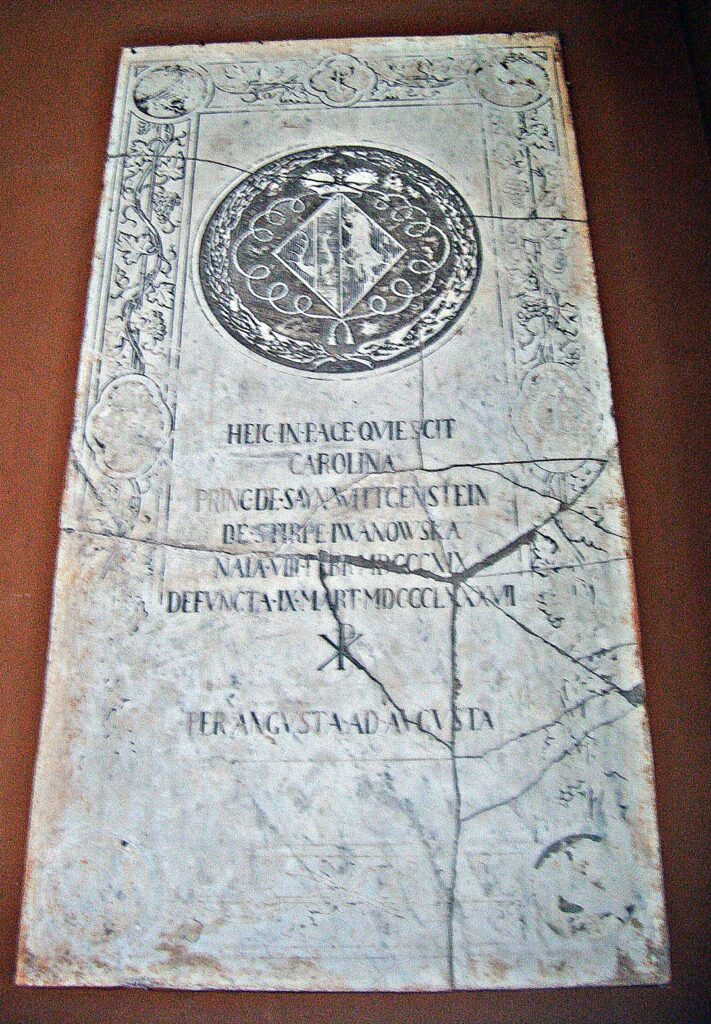 HEIC·IN·PACE·QVIESCIT
CAROLINA
PRINC·DE·SAYN·WITTGENSTEIN
DE·STIRPE·IWANOWSKA
NATA·VIII·FEBR·MDCCCXIX
DEFVNCTA·IX·MART·MDCCCLXXXVII
☧
PER·ANGVSTA·AD·AVGVSTA